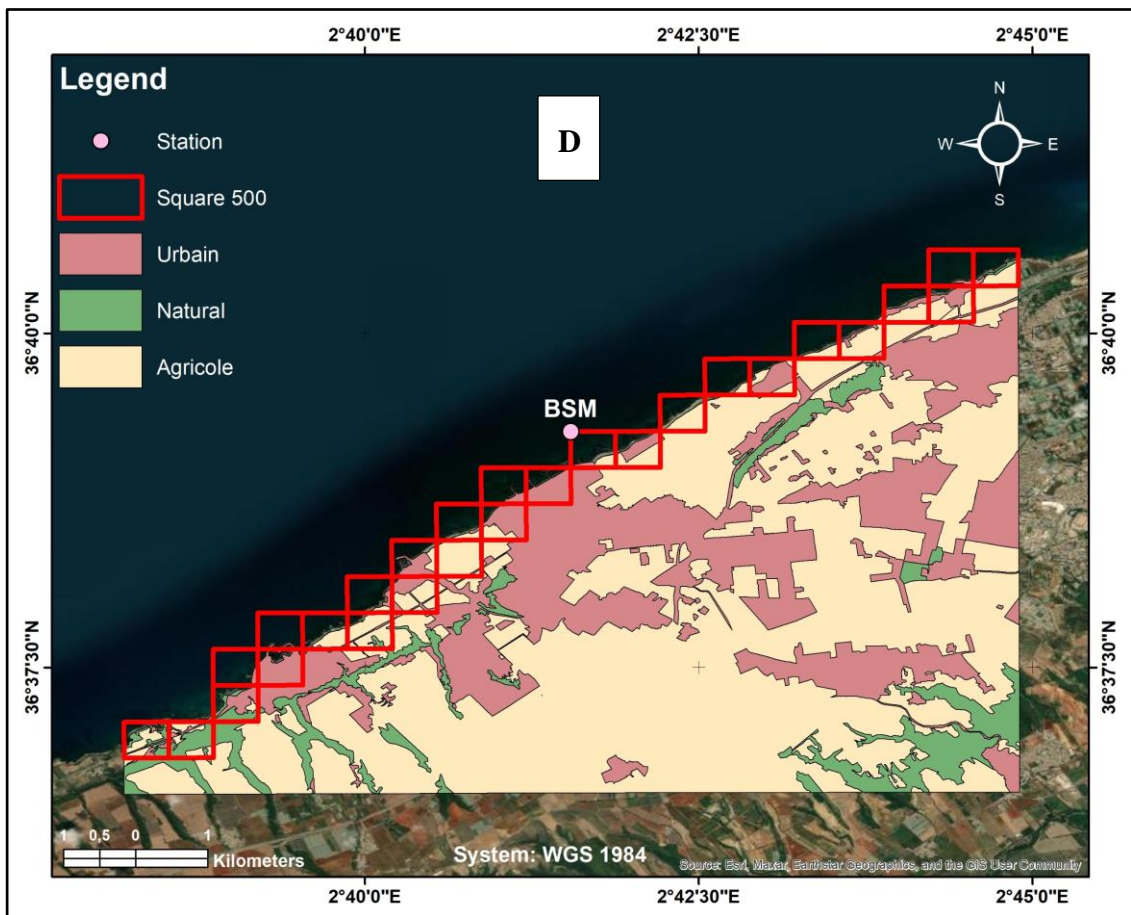 2°40'0"E 2°42'30"E 2°45'0"E
Legend
Station
Square 500
Urbain
Natural
Agricole
D
N
W E
S
36°40'0"N 36°40'0"N
BSM
36°37'30"N 36°37'30"N
1 0,5 0 1
Kilometers
System: WGS 1984
Source: Esri, Maxar, Earthstar Geographics, and the GIS User Community
2°40'0"E 2°42'30"E 2°45'0"E